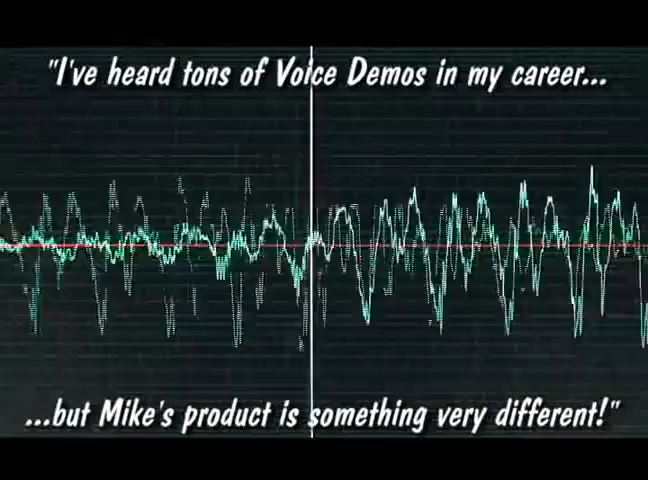 "I've heard tons of Voice Demos in my career...
...but Mike's product is something very different!"